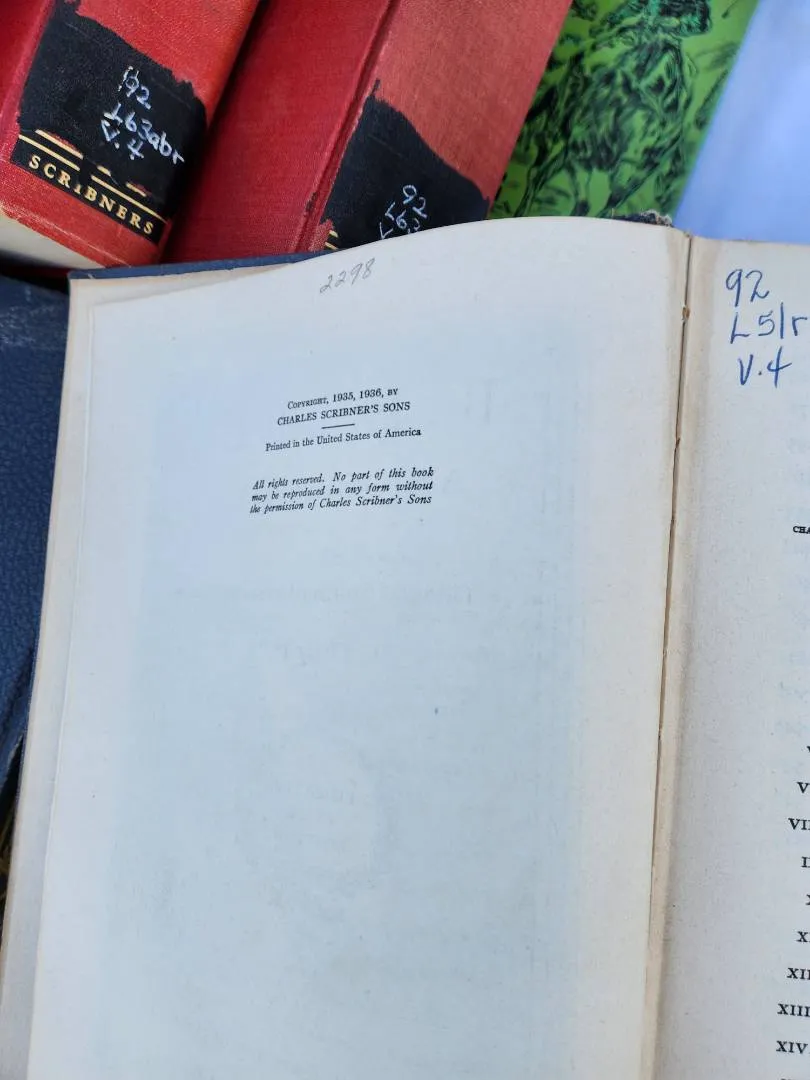 92
L63abr
V.4
SCRIBNERS
92
2298
COPYRIGHT, 1935, 1936, BY
CHARLES SCRIBNER'S SONS
Printed in the United States of America
All rights reserved. No part of this book
may be reproduced in any form without
the permission of Charles Scribner's Sons
92
L51r
V.4
XIII
XIV